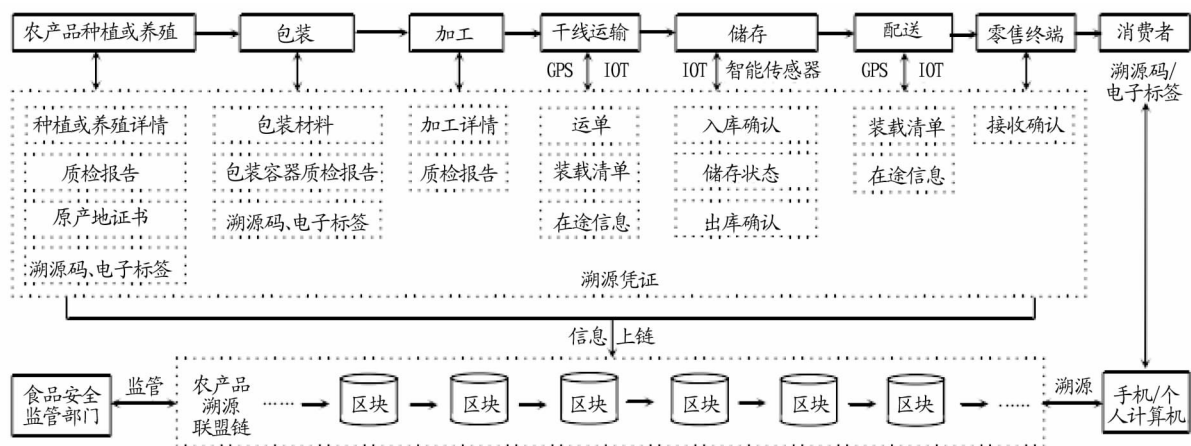 农产品种植或养殖
包装
加工
干线运输
储存
配送
零售终端
消费者
GPS IOT
IOT 智能传感器
GPS IOT
溯源码/
电子标签
种植或养殖详情
包装材料
加工详情
运单
入库确认
装载清单
接收确认
质检报告
包装容器质检报告
质检报告
装载清单
储存状态
在途信息
原产地证书
溯源码、电子标签
在途信息
出库确认
溯源码、电子标签
溯源凭证
信息 上链
食品安全
监管部门
监管
农产品
溯源
联盟链
……
区块
区块
区块
区块
区块
区块
……
溯源
手机/个
人计算机